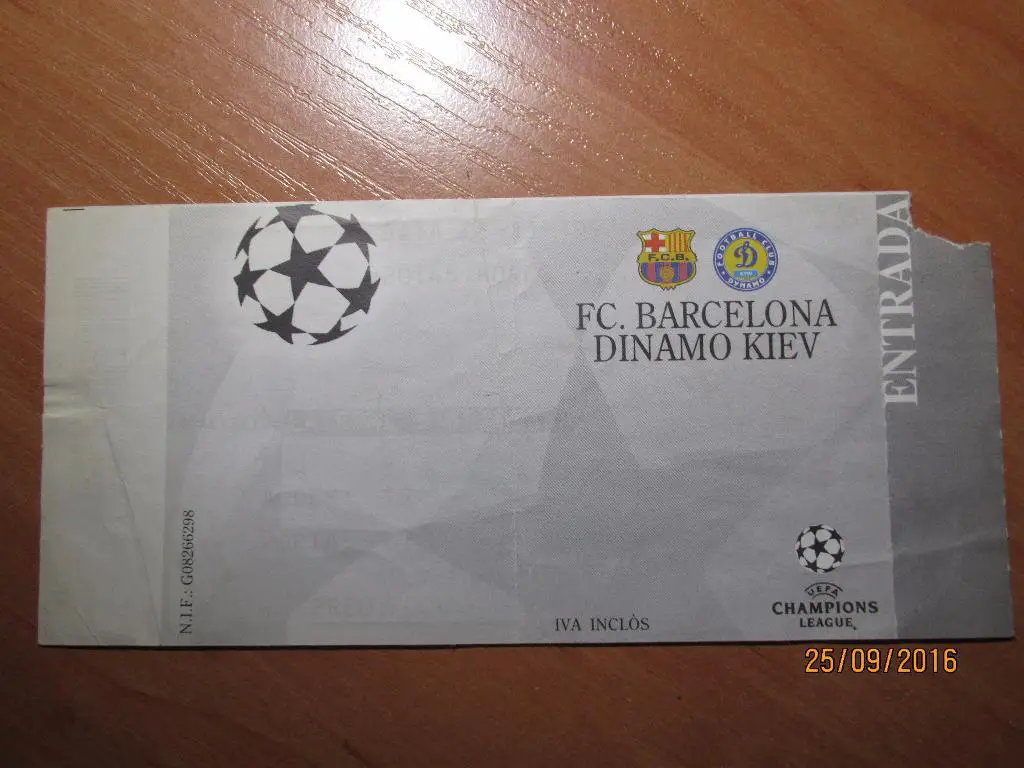 F.C.B.
FOOTBALL CLUB
DYNAMO
FC. BARCELONA
DINAMO KIEV
ENTRADA
N.I.F.: G08266298
IVA INCLÒS
UEFA
CHAMPIONS
LEAGUE
25/09/2016